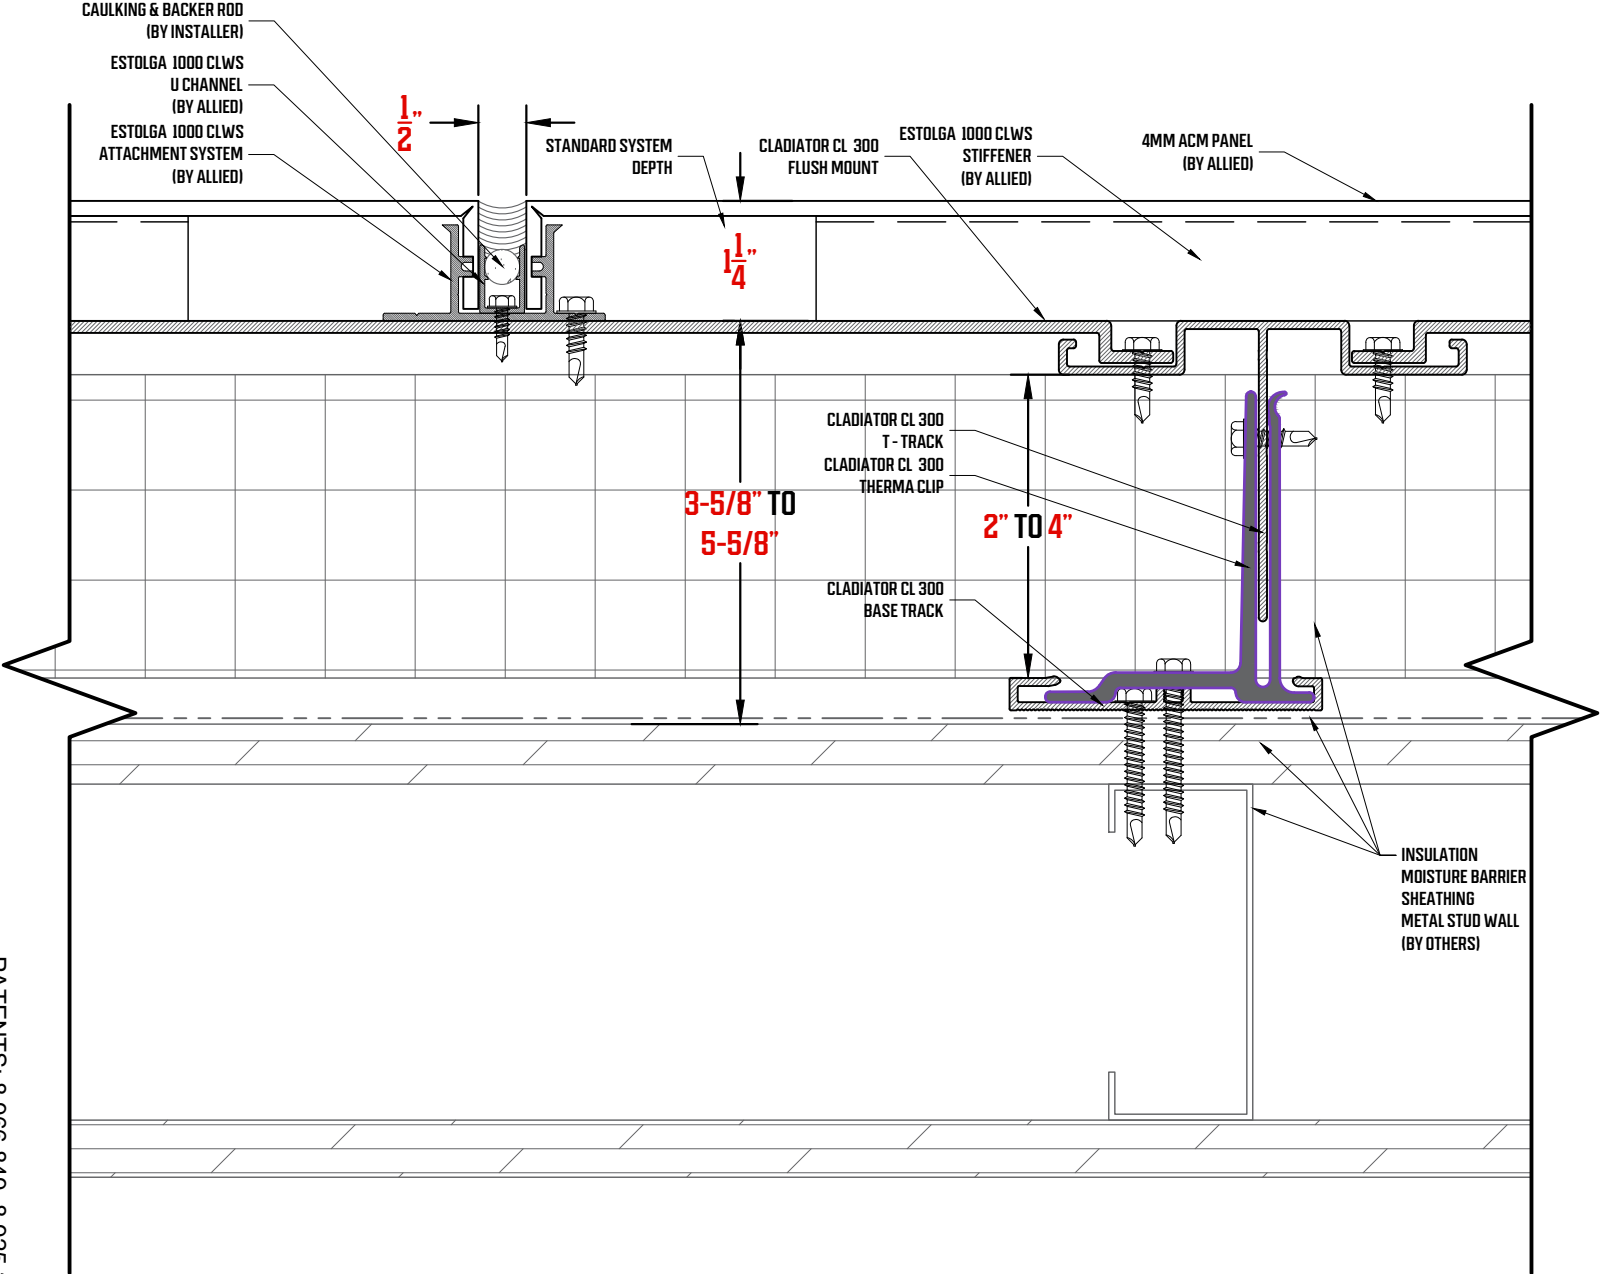 CAULKING & BACKER ROD
(BY INSTALLER)
ESTOLGA 1000 CLWS
U CHANNEL
(BY ALLIED)
ESTOLGA 1000 CLWS
ATTACHMENT SYSTEM
(BY ALLIED)
1/2"
STANDARD SYSTEM
DEPTH
CLADIATOR CL 300
FLUSH MOUNT
ESTOLGA 1000 CLWS
STIFFENER
(BY ALLIED)
4MM ACM PANEL
(BY ALLIED)
1 1/4"
CLADIATOR CL 300
T - TRACK
CLADIATOR CL 300
THERMA CLIP
3-5/8" TO
5-5/8"
2" TO 4"
CLADIATOR CL 300
BASE TRACK
INSULATION
MOISTURE BARRIER
SHEATHING
METAL STUD WALL
(BY OTHERS)